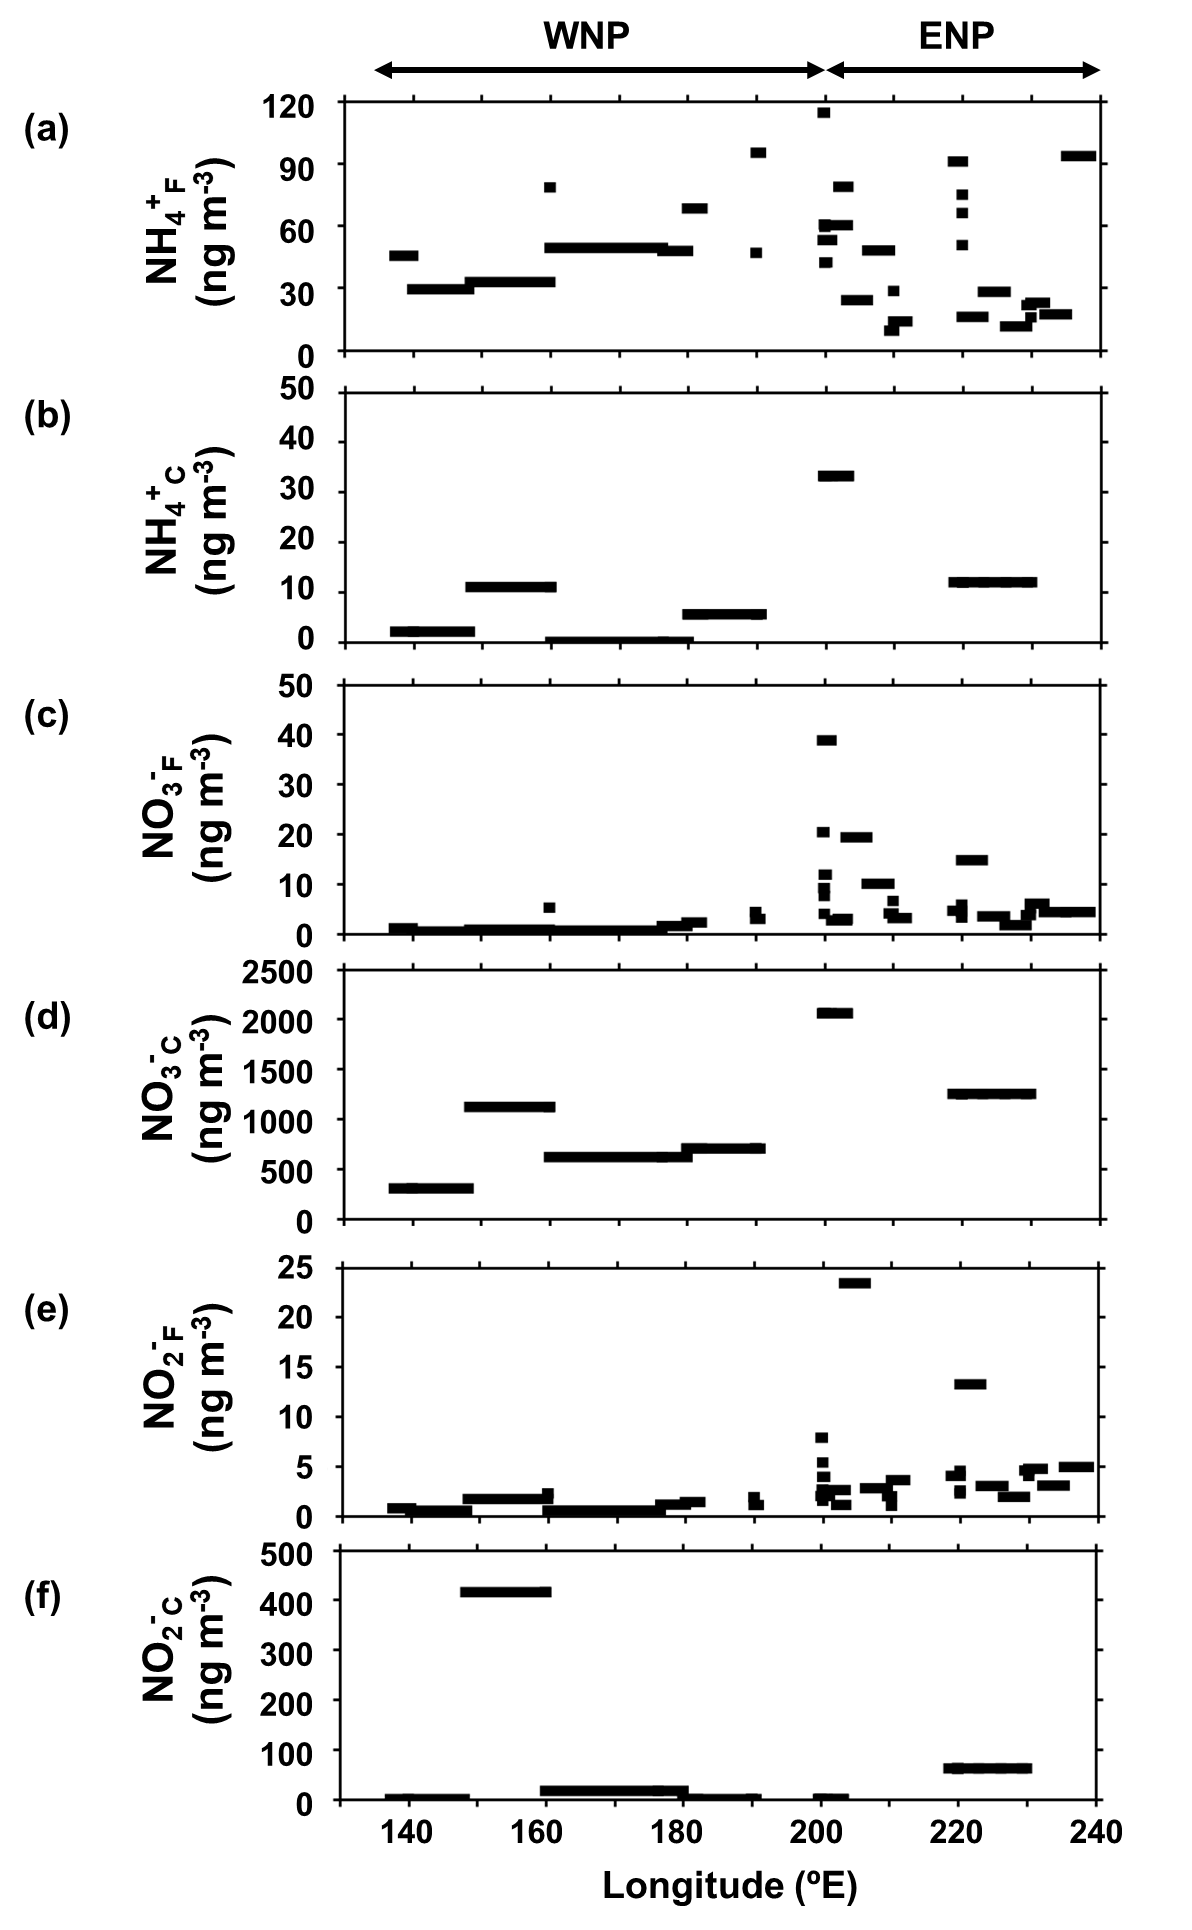 WNP ENP
(a)
NH4+F
(ng m-3)
120
90
60
30
0
(b)
NH4+C
(ng m-3)
50
40
30
20
10
0
(c)
NO3-F
(ng m-3)
50
40
30
20
10
0
(d)
NO3-C
(ng m-3)
2500
2000
1500
1000
500
0
(e)
NO2-F
(ng m-3)
25
20
15
10
5
0
(f)
NO2-C
(ng m-3)
500
400
300
200
100
0
140 160 180 200 220 240
Longitude (ºE)